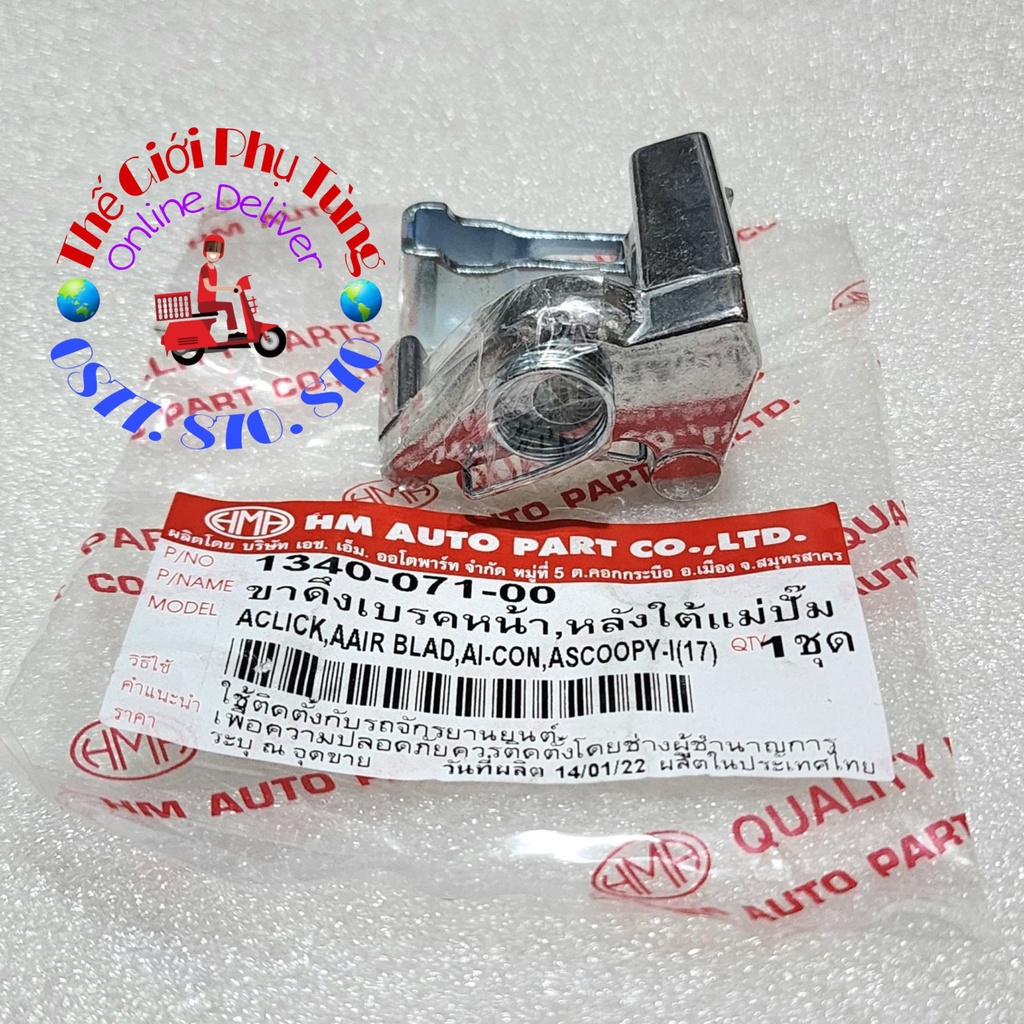 Thế Giới Phụ Tùng
Online Deliver
0877. 870. 870
HMA HM AUTO PART CO.,LTD.
ผลิตโดย บริษัท เอช. เอ็ม. ออโตพาร์ท จำกัด หมู่ที่ 5 ต.คอกกระบือ อ.เมือง จ.สมุทรสาคร
P/NO 1340-071-00
P/NAME ขาดึงเบรคหน้า,หลังใต้แม่ปั๊ม
MODEL ACLICK,AAIR BLAD,AI-CON,ASCOOPY-I(17) QTY 1 ชุด
วิธีใช้ ใช้ติดตั้งกับรถจักรยานยนต์
คำแนะนำ เพื่อความปลอดภัยควรติดตั้งโดยช่างผู้ชำนาญการ
ราคา ระบุ ณ จุดขาย วันที่ผลิต 14/01/22 ผลิตในประเทศไทย
HMA
HM AUTO PART CO.,LTD.
HMA QUALITY
AUTO PART